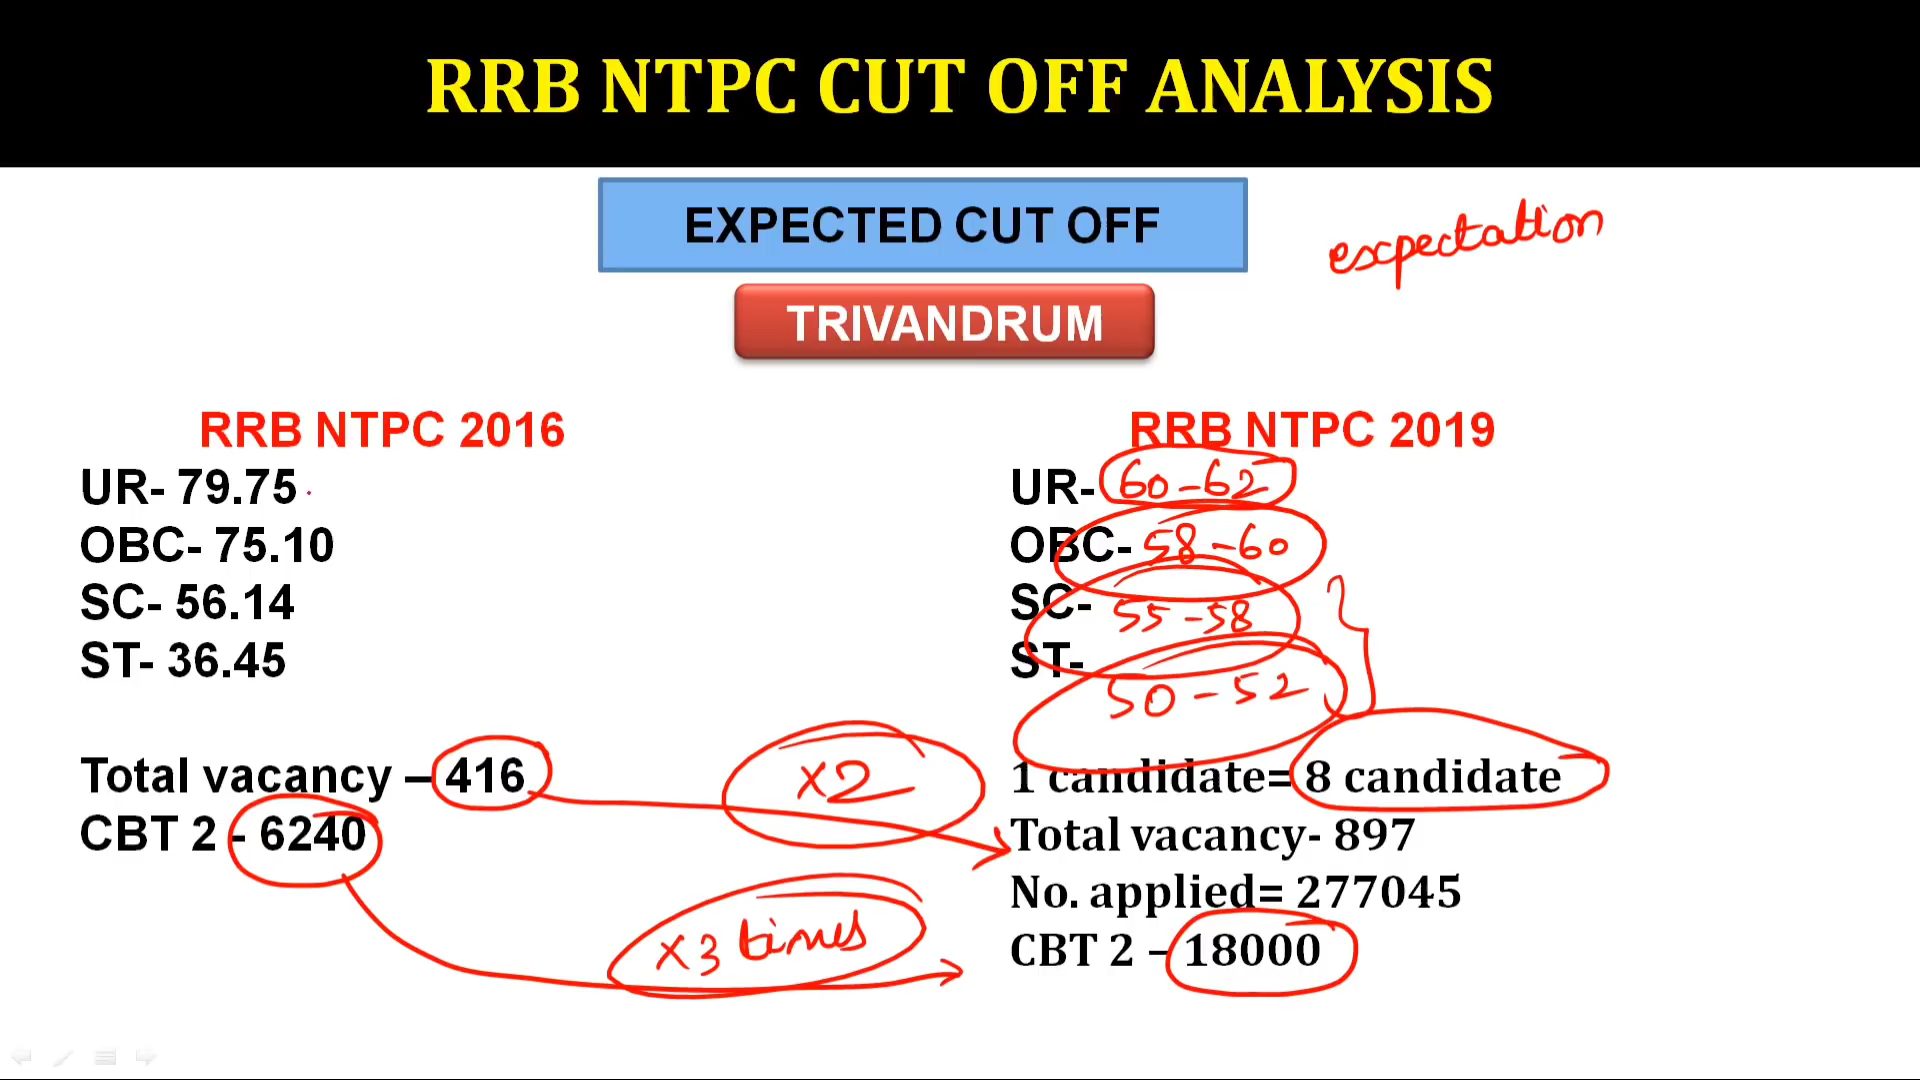 RRB NTPC CUT OFF ANALYSIS
EXPECTED CUT OFF
expectation
TRIVANDRUM
RRB NTPC 2016
UR- 79.75
OBC- 75.10
SC- 56.14
ST- 36.45
Total vacancy – 416
CBT 2 - 6240
×2
×3 times
RRB NTPC 2019
UR- 60-62
OBC- 58-60
SC- 55-58
ST- 50-52
1 candidate= 8 candidate
Total vacancy- 897
No. applied= 277045
CBT 2 – 18000